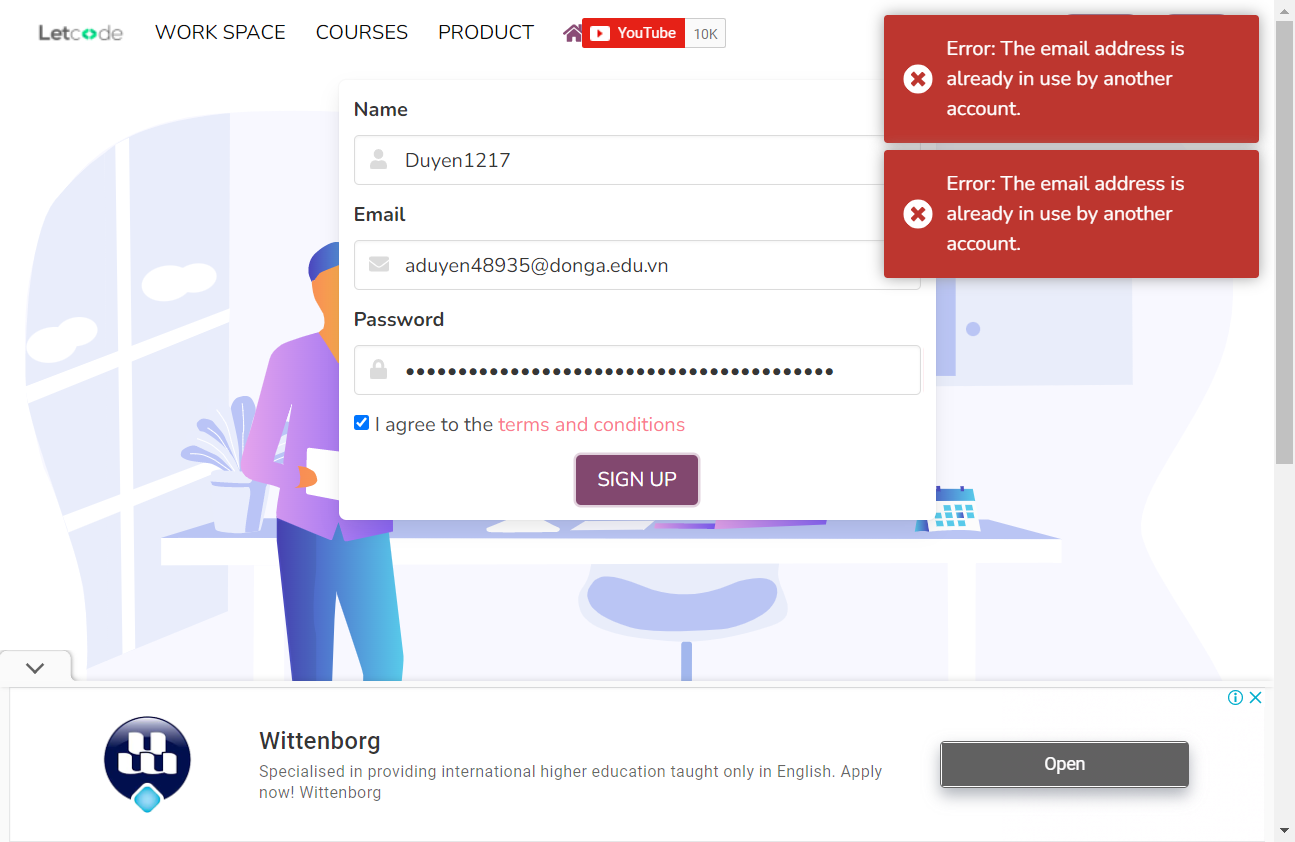 Letcode WORK SPACE COURSES PRODUCT YouTube 10K
Error: The email address is
already in use by another
account.
Error: The email address is
already in use by another
account.
Name
Duyen1217
Email
aduyen48935@donga.edu.vn
Password
I agree to the terms and conditions
SIGN UP
Wittenborg
Specialised in providing international higher education taught only in English. Apply
now! Wittenborg
Open